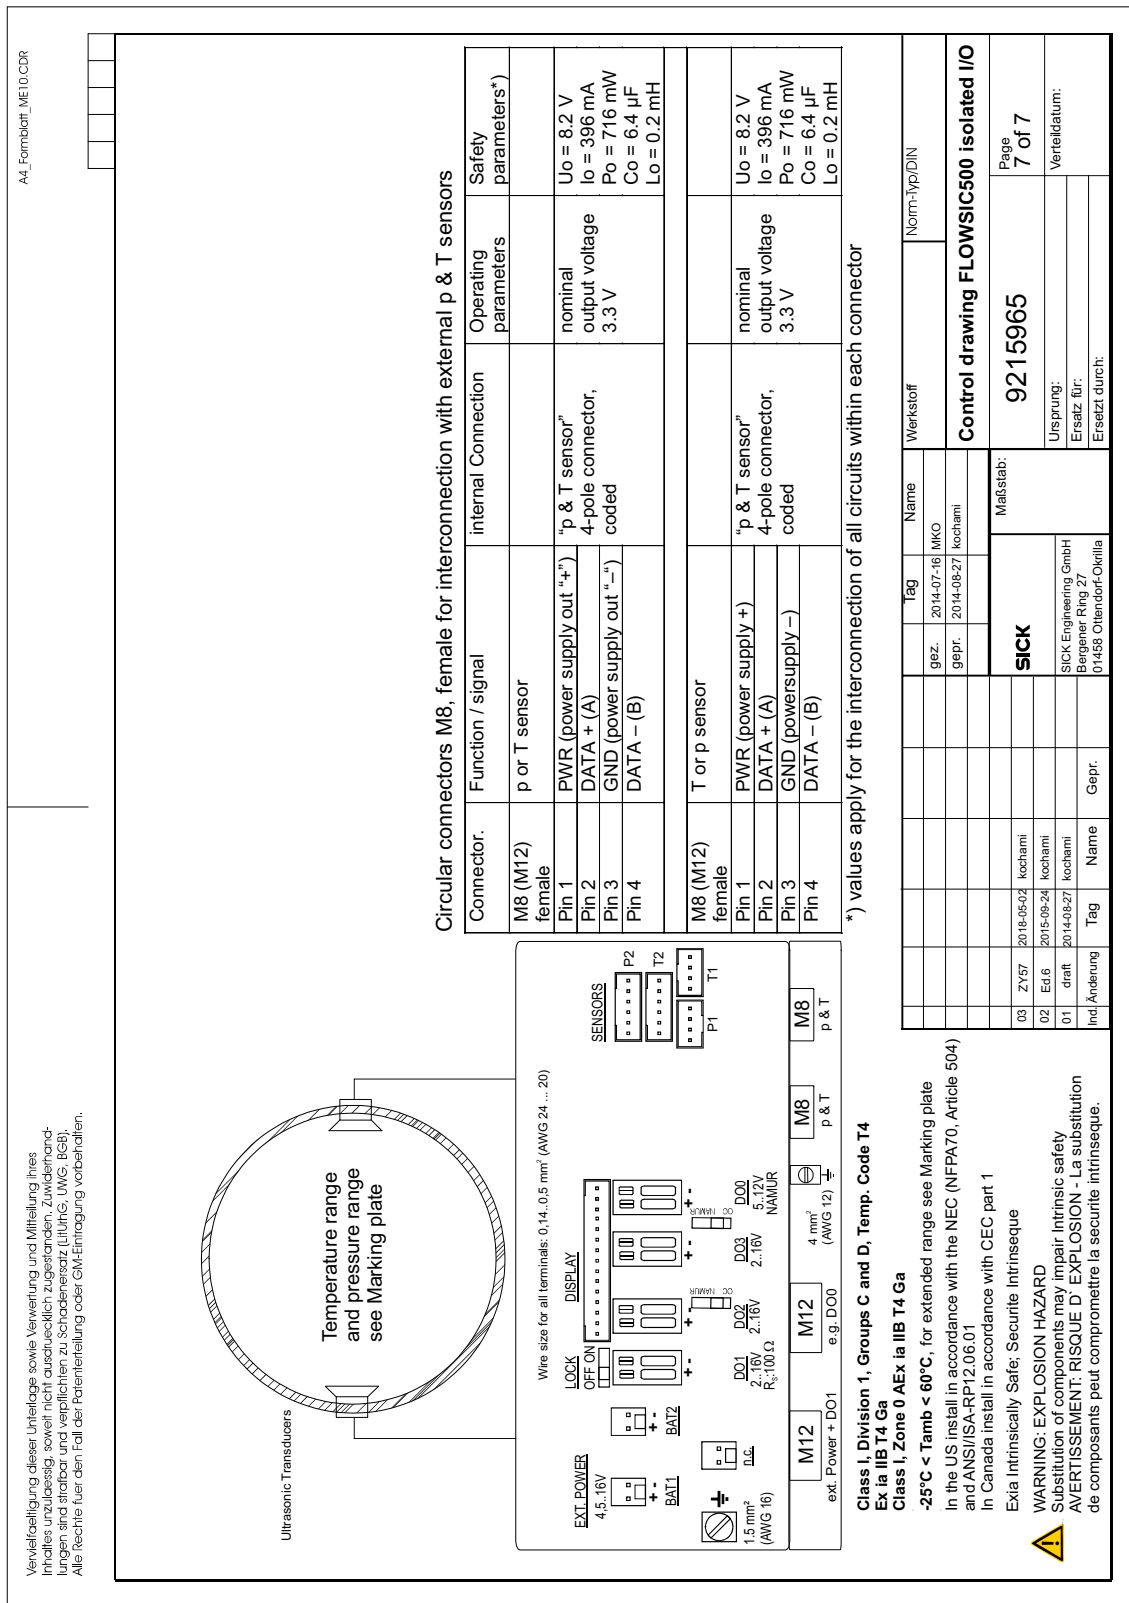 A4_Formblatt_ME10.CDR
Vervielfaeltigung dieser Unterlage sowie Verwertung und Mitteilung ihres
Inhaltes unzulaessig, soweit nicht ausdruecklich zugestanden. Zuwiderhand-
lungen sind strafbar und verpflichten zu Schadenersatz (LitUrhG, UWG, BGB).
Alle Rechte fuer den Fall der Patenterteilung oder GM-Eintragung vorbehalten.
Ultrasonic Transducers
Temperature range
and pressure range
see Marking plate
Wire size for all terminals: 0,14..0,5 mm² (AWG 24 ... 20)
EXT. POWER
4,5..16V
+ -
BAT1
+ -
BAT2
LOCK
OFF ON
DISPLAY
SENSORS
P2
T2
P1
T1
1.5 mm²
(AWG 16)
n.c.
+ -
DO1
2..16V
Rs:100 Ω
+ -
DO2
2..16V
OC NAMUR
+ -
DO3
2..16V
OC NAMUR
+ -
DO0
5..12V
NAMUR
M12
ext. Power + DO1
M12
e.g. DO0
4 mm²
(AWG 12)
M8
p & T
M8
p & T
Circular connectors M8, female for interconnection with external p & T sensors
Connector. Function / signal internal Connection Operating parameters Safety parameters*)
M8 (M12) female p or T sensor
Pin 1 PWR (power supply out “+”) “p & T sensor” nominal Uo = 8.2 V
Pin 2 DATA + (A) 4-pole connector, output voltage Io = 396 mA
Pin 3 GND (power supply out “–“) coded 3.3 V Po = 716 mW
Pin 4 DATA – (B) Co = 6.4 µF
Lo = 0.2 mH
M8 (M12) female T or p sensor
Pin 1 PWR (power supply +) “p & T sensor” nominal Uo = 8.2 V
Pin 2 DATA + (A) 4-pole connector, output voltage Io = 396 mA
Pin 3 GND (powersupply –) coded 3.3 V Po = 716 mW
Pin 4 DATA – (B) Co = 6.4 µF
Lo = 0.2 mH
*) values apply for the interconnection of all circuits within each connector
Class I, Division 1, Groups C and D, Temp. Code T4
Ex ia IIB T4 Ga
Class I, Zone 0 AEx ia IIB T4 Ga
-25°C < Tamb < 60°C, for extended range see Marking plate
In the US install in accordance with the NEC (NFPA70, Article 504)
and ANSI/ISA-RP12.06.01
In Canada install in accordance with CEC part 1
Exia Intrinsically Safe; Securite Intrinseque
WARNING: EXPLOSION HAZARD
Substitution of components may impair Intrinsic safety
AVERTISSEMENT: RISQUE D` EXPLOSION - La substitution
de composants peut compromettre la securite intrinseque.
03 ZY57 2018-05-02 kochami
02 Ed.6 2015-09-24 kochami
01 draft 2014-08-27 kochami
Ind. Änderung Tag Name Gepr.
Tag Name
gez. 2014-07-16 MKO
gepr. 2014-08-27 kochami
SICK
SICK Engineering GmbH
Bergener Ring 27
01458 Ottendorf-Okrilla
Maßstab:
Werkstoff
Norm-Typ/DIN
Control drawing FLOWSIC500 isolated I/O
9215965
Page
7 of 7
Ursprung:
Ersatz für:
Ersetzt durch:
Verteildatum: